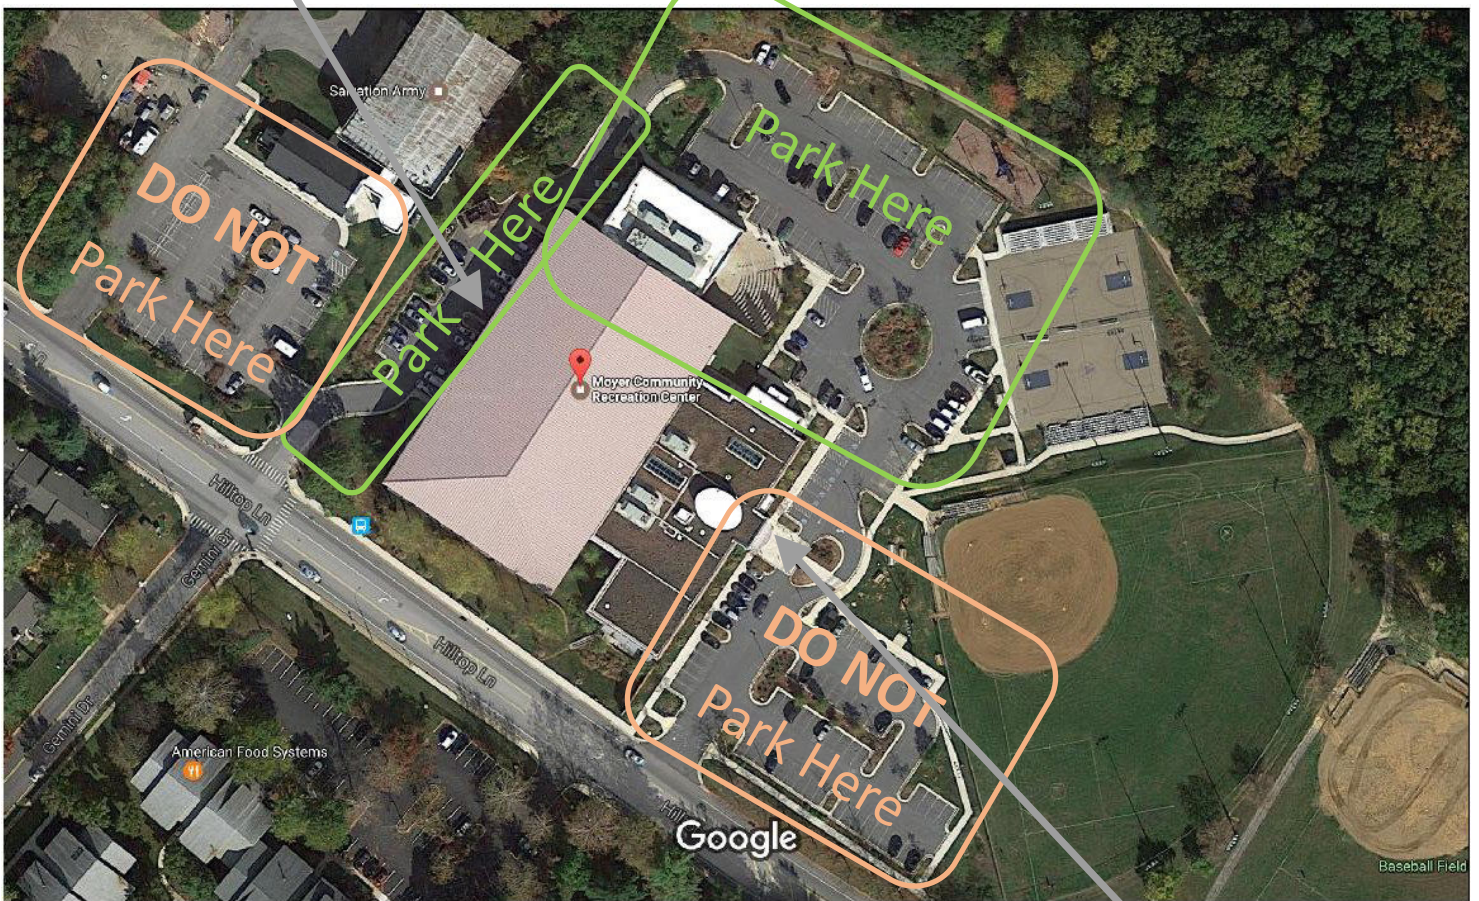 Salvation Army
Park Here
DO NOT
Park Here
Park Here
Moyer Community
Recreation Center
Hilltop Ln
Gemini Dr
Hilltop Ln
DO NOT
Park Here
Gemini Dr
American Food Systems
Google
Baseball Field